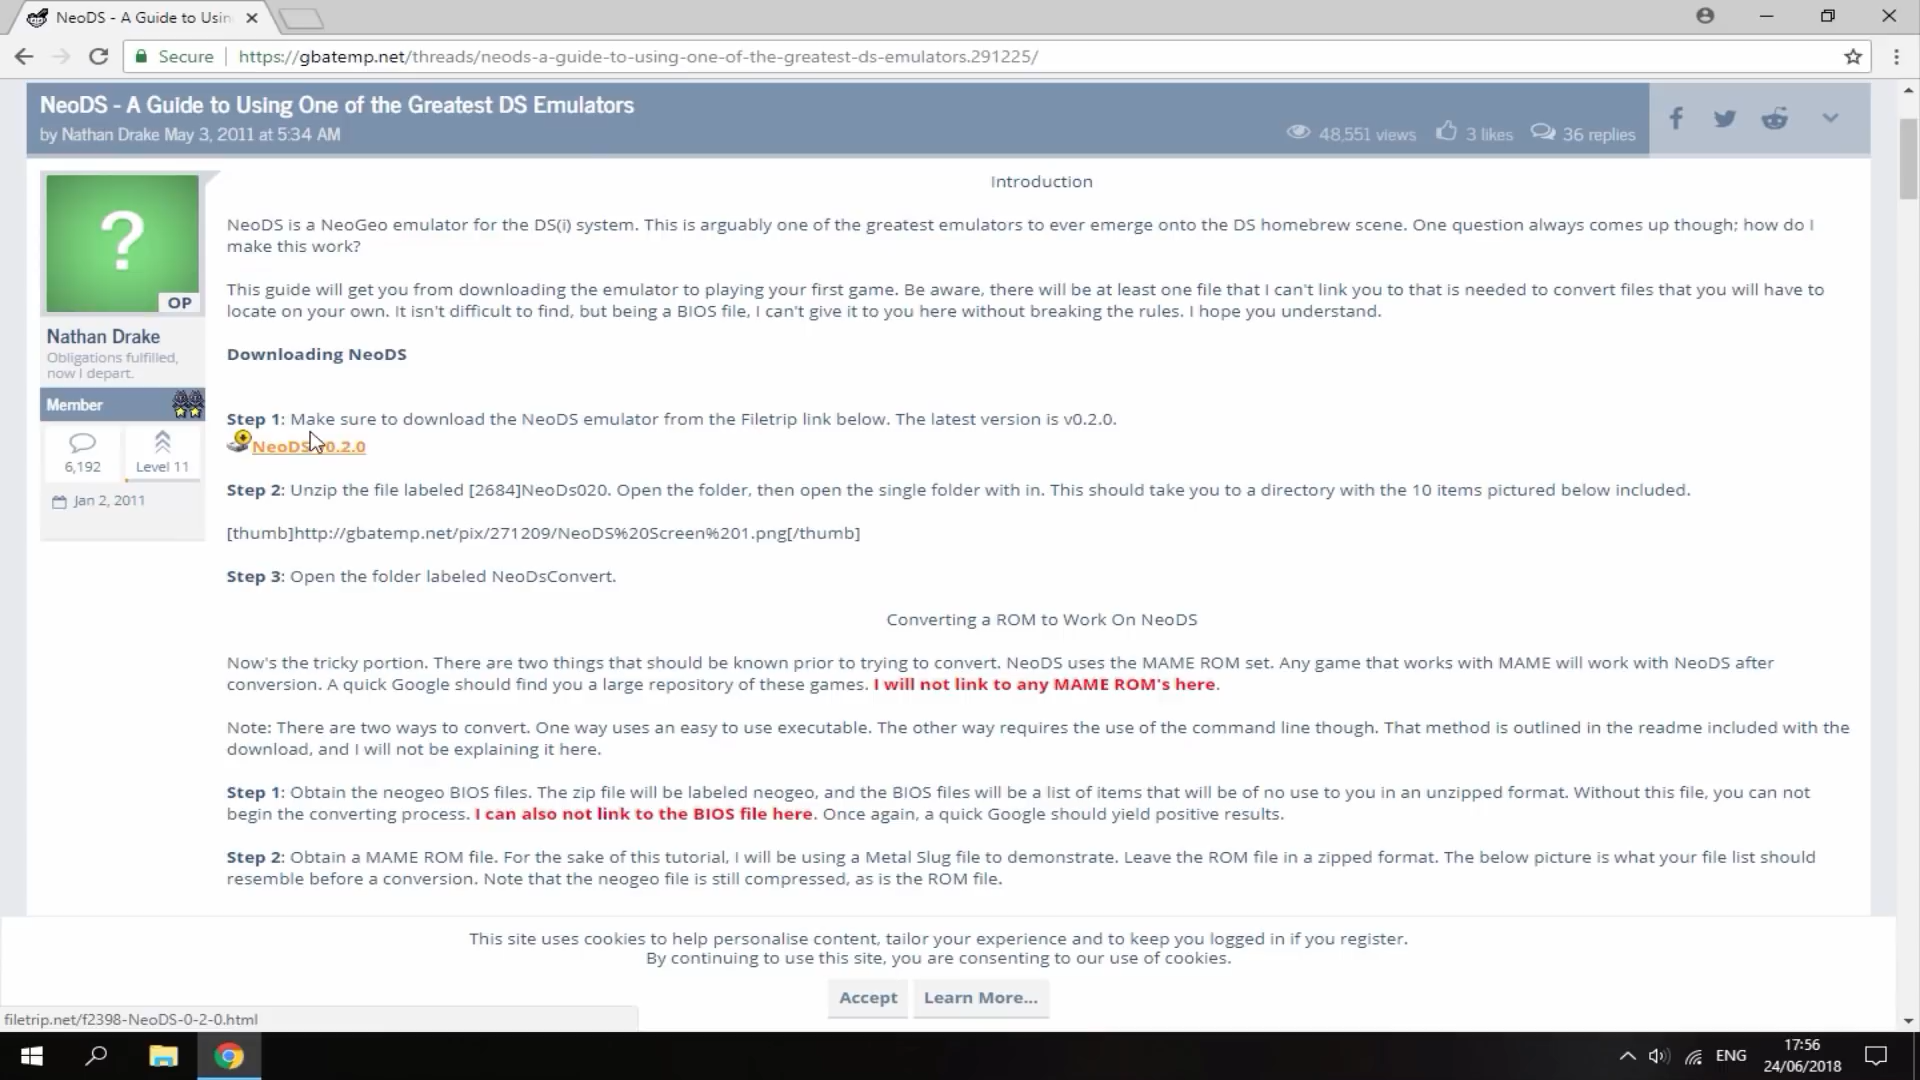 NeoDS - A Guide to Usin
Secure
https://gbatemp.net/threads/neods-a-guide-to-using-one-of-the-greatest-ds-emulators.291225/
NeoDS - A Guide to Using One of the Greatest DS Emulators
by Nathan Drake May 3, 2011 at 5:34 AM
48,551 views
3 likes
36 replies
OP
Nathan Drake
Obligations fulfilled,
now I depart.
Member
6,192
Level 11
Jan 2, 2011
Introduction
NeoDS is a NeoGeo emulator for the DS(i) system. This is arguably one of the greatest emulators to ever emerge onto the DS homebrew scene. One question always comes up though; how do I
make this work?
This guide will get you from downloading the emulator to playing your first game. Be aware, there will be at least one file that I can't link you to that is needed to convert files that you will have to
locate on your own. It isn't difficult to find, but being a BIOS file, I can't give it to you here without breaking the rules. I hope you understand.
Downloading NeoDS
Step 1: Make sure to download the NeoDS emulator from the Filetrip link below. The latest version is v0.2.0.
NeoDS 0.2.0
Step 2: Unzip the file labeled [2684]NeoDs020. Open the folder, then open the single folder with in. This should take you to a directory with the 10 items pictured below included.
[thumb]http://gbatemp.net/pix/271209/NeoDS%20Screen%201.png[/thumb]
Step 3: Open the folder labeled NeoDsConvert.
Converting a ROM to Work On NeoDS
Now's the tricky portion. There are two things that should be known prior to trying to convert. NeoDS uses the MAME ROM set. Any game that works with MAME will work with NeoDS after
conversion. A quick Google should find you a large repository of these games. I will not link to any MAME ROM's here.
Note: There are two ways to convert. One way uses an easy to use executable. The other way requires the use of the command line though. That method is outlined in the readme included with the
download, and I will not be explaining it here.
Step 1: Obtain the neogeo BIOS files. The zip file will be labeled neogeo, and the BIOS files will be a list of items that will be of no use to you in an unzipped format. Without this file, you can not
begin the converting process. I can also not link to the BIOS file here. Once again, a quick Google should yield positive results.
Step 2: Obtain a MAME ROM file. For the sake of this tutorial, I will be using a Metal Slug file to demonstrate. Leave the ROM file in a zipped format. The below picture is what your file list should
resemble before a conversion. Note that the neogeo file is still compressed, as is the ROM file.
This site uses cookies to help personalise content, tailor your experience and to keep you logged in if you register.
By continuing to use this site, you are consenting to our use of cookies.
Accept
Learn More...
filetrip.net/f2398-NeoDS-0-2-0.html
ENG
17:56
24/06/2018